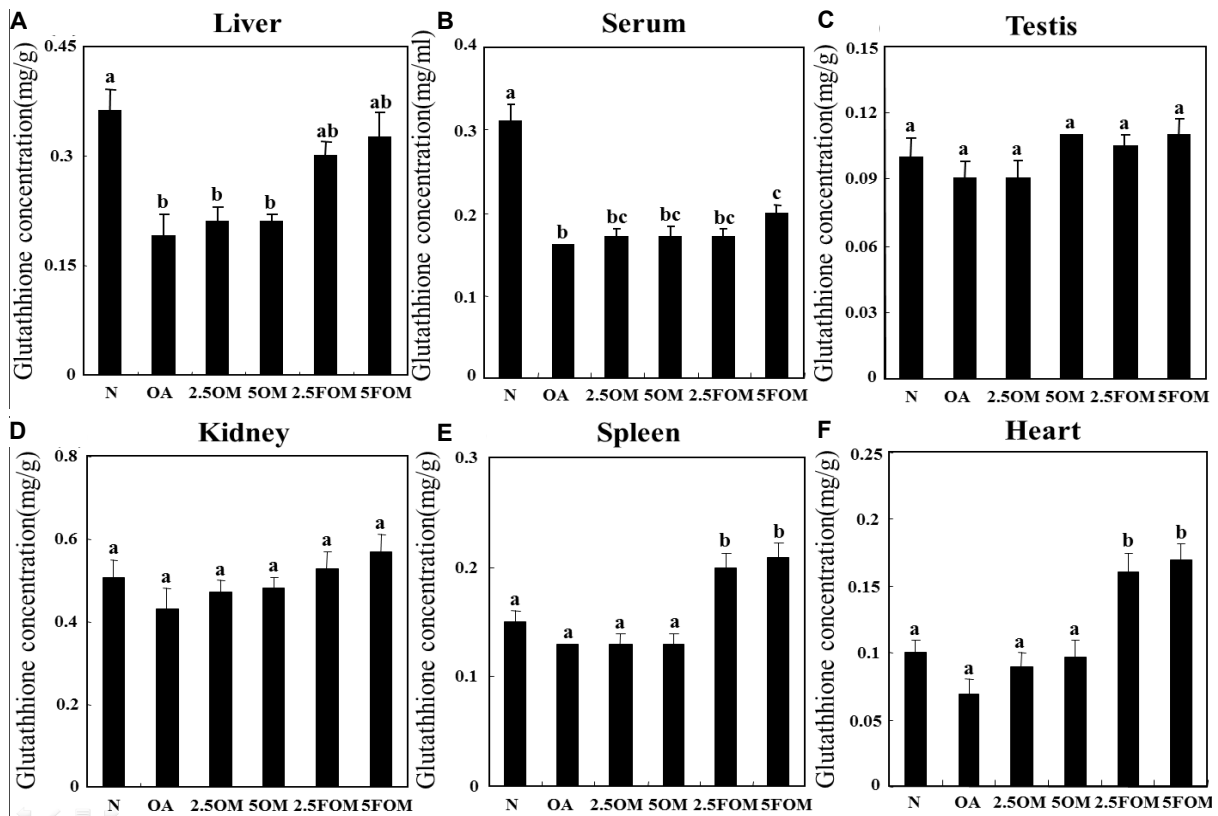 A Liver
Glutathhione concentration(mg/g)
0.45
0.3
0.15
0
a b b b ab ab
N OA 2.5OM 5OM 2.5FOM 5FOM
B Serum
Glutathhione concentration(mg/ml)
0.4
0.3
0.2
0.1
0
a b bc bc bc c
N OA 2.5OM 5OM 2.5FOM 5FOM
C Testis
Glutathhione concentration(mg/g)
0.15
0.12
0.09
0.06
0.03
0
a a a a a a
N OA 2.5OM 5OM 2.5FOM 5FOM
D Kidney
Glutathhione concentration(mg/g)
0.8
0.6
0.4
0.2
0
a a a a a a
N OA 2.5OM 5OM 2.5FOM 5FOM
E Spleen
Glutathhione concentration(mg/g)
0.3
0.2
0.1
0
a a a a b b
N OA 2.5OM 5OM 2.5FOM 5FOM
F Heart
Glutathhione concentration(mg/g)
0.25
0.2
0.15
0.1
0.05
0
a a a a b b
N OA 2.5OM 5OM 2.5FOM 5FOM